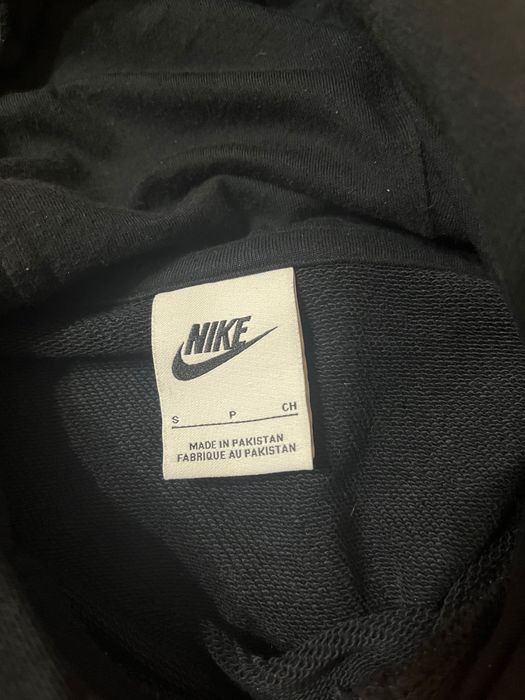 NIKE
S P CH
MADE IN PAKISTAN
FABRIQUE AU PAKISTAN